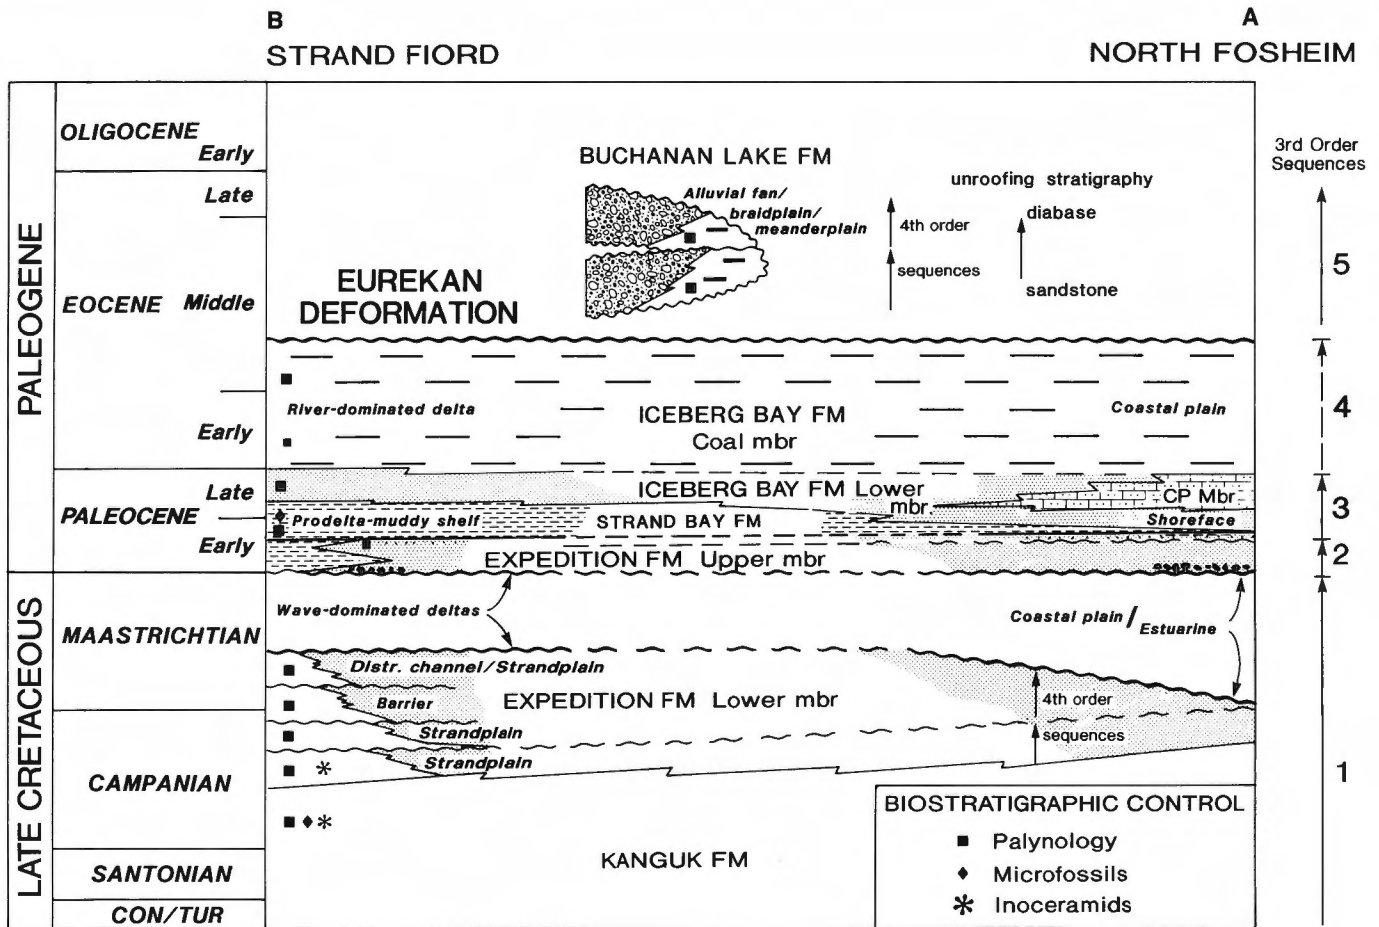 B
A
STRAND FIORD
NORTH FOSHEIM
PALEOGENE
OLIGOCENE
Early
Late
EOCENE Middle
Early
Late
PALEOCENE
Early
LATE CRETACEOUS
MAASTRICHTIAN
CAMPANIAN
SANTONIAN
CON/TUR
BUCHANAN LAKE FM
Alluvial fan/
braidplain/
meanderplain
4th order
sequences
unroofing stratigraphy
diabase
sandstone
EUREKAN
DEFORMATION
River-dominated delta
ICEBERG BAY FM
Coal mbr
Coastal plain
ICEBERG BAY FM Lower
mbr
CP Mbr
Prodelta-muddy shelf
STRAND BAY FM
Shoreface
EXPEDITION FM Upper mbr
Wave-dominated deltas
Coastal plain/
Estuarine
Distr. channel/Strandplain
EXPEDITION FM Lower mbr
Barrier
4th order
sequences
Strandplain
Strandplain
KANGUK FM
BIOSTRATIGRAPHIC CONTROL
Palynology
Microfossils
Inoceramids
3rd Order
Sequences
5
4
3
2
1